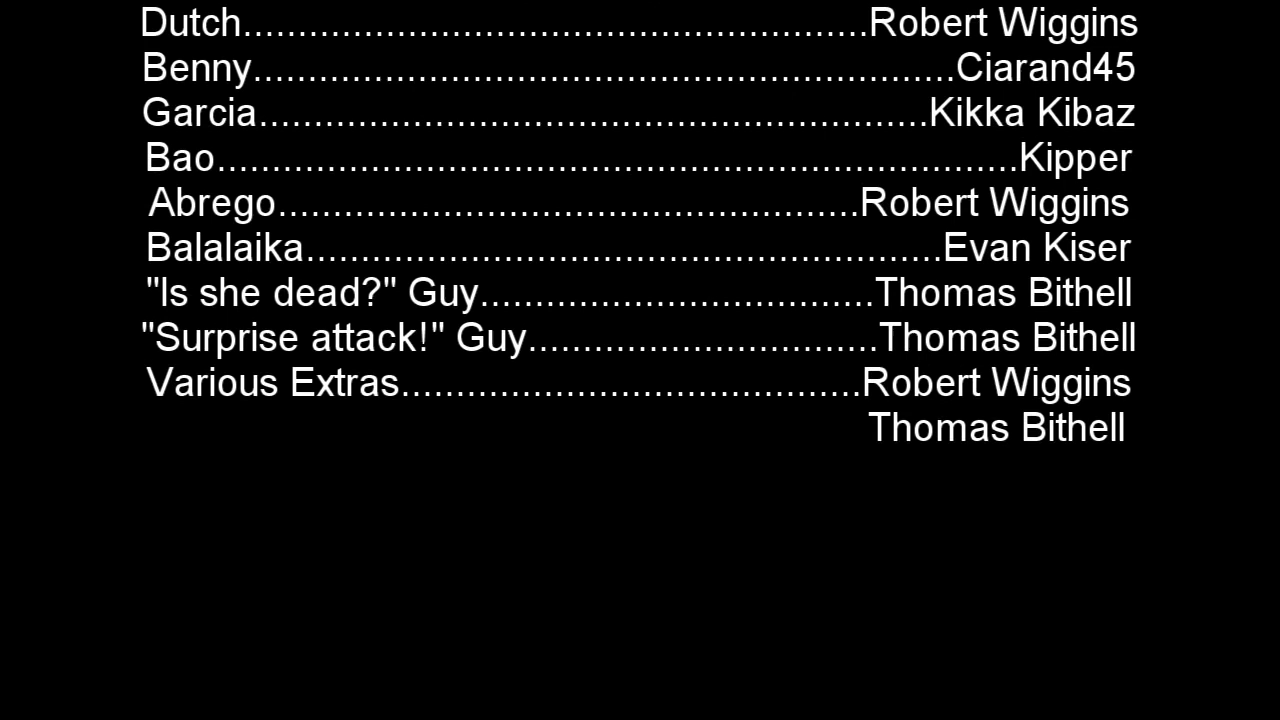 Dutch.........................................................Robert Wiggins
Benny................................................................Ciarand45
Garcia.............................................................Kikka Kibaz
Bao.........................................................................Kipper
Abrego.....................................................Robert Wiggins
Balalaika..........................................................Evan Kiser
"Is she dead?" Guy....................................Thomas Bithell
"Surprise attack!" Guy................................Thomas Bithell
Various Extras..........................................Robert Wiggins
Thomas Bithell